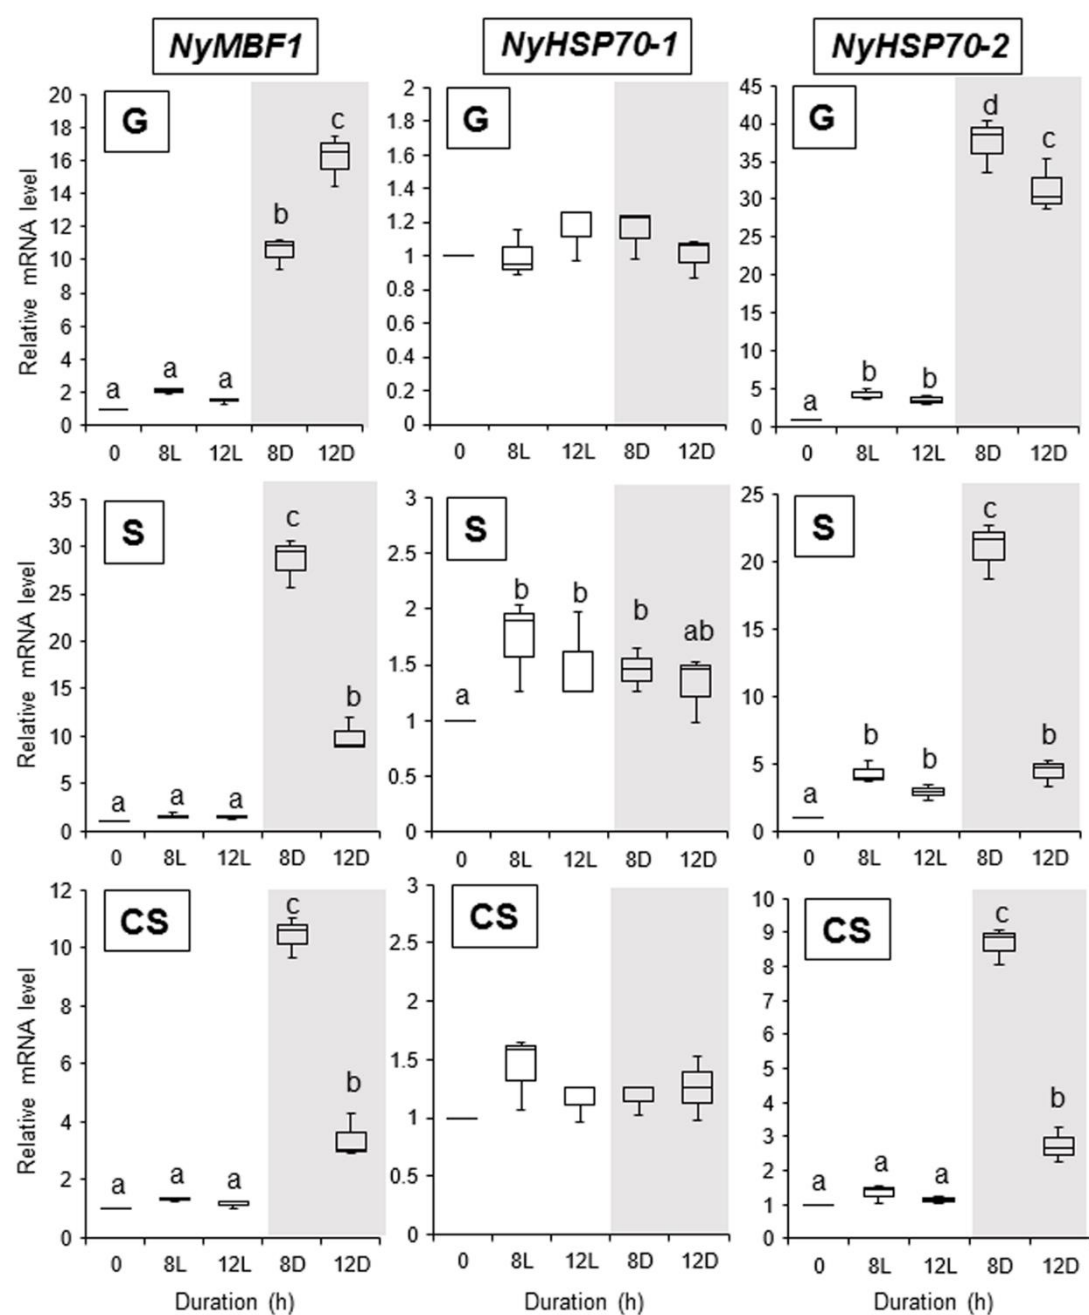 NyMBF1 NyHSP70-1 NyHSP70-2
G
Relative mRNA level
20
18
16
14
12
10
8
6
4
2
0
a a a b c
0 8L 12L 8D 12D
G
2
1.8
1.6
1.4
1.2
1
0.8
0.6
0.4
0.2
0
0 8L 12L 8D 12D
G
45
40
35
30
25
20
15
10
5
0
a b b d c
0 8L 12L 8D 12D
S
Relative mRNA level
35
30
25
20
15
10
5
0
a a a c b
0 8L 12L 8D 12D
S
3
2.5
2
1.5
1
0.5
0
a b b b ab
0 8L 12L 8D 12D
S
25
20
15
10
5
0
a b b c b
0 8L 12L 8D 12D
CS
Relative mRNA level
12
10
8
6
4
2
0
a a a c b
0 8L 12L 8D 12D
Duration (h)
CS
3
2.5
2
1.5
1
0.5
0
0 8L 12L 8D 12D
Duration (h)
CS
10
9
8
7
6
5
4
3
2
1
0
a a a c b
0 8L 12L 8D 12D
Duration (h)